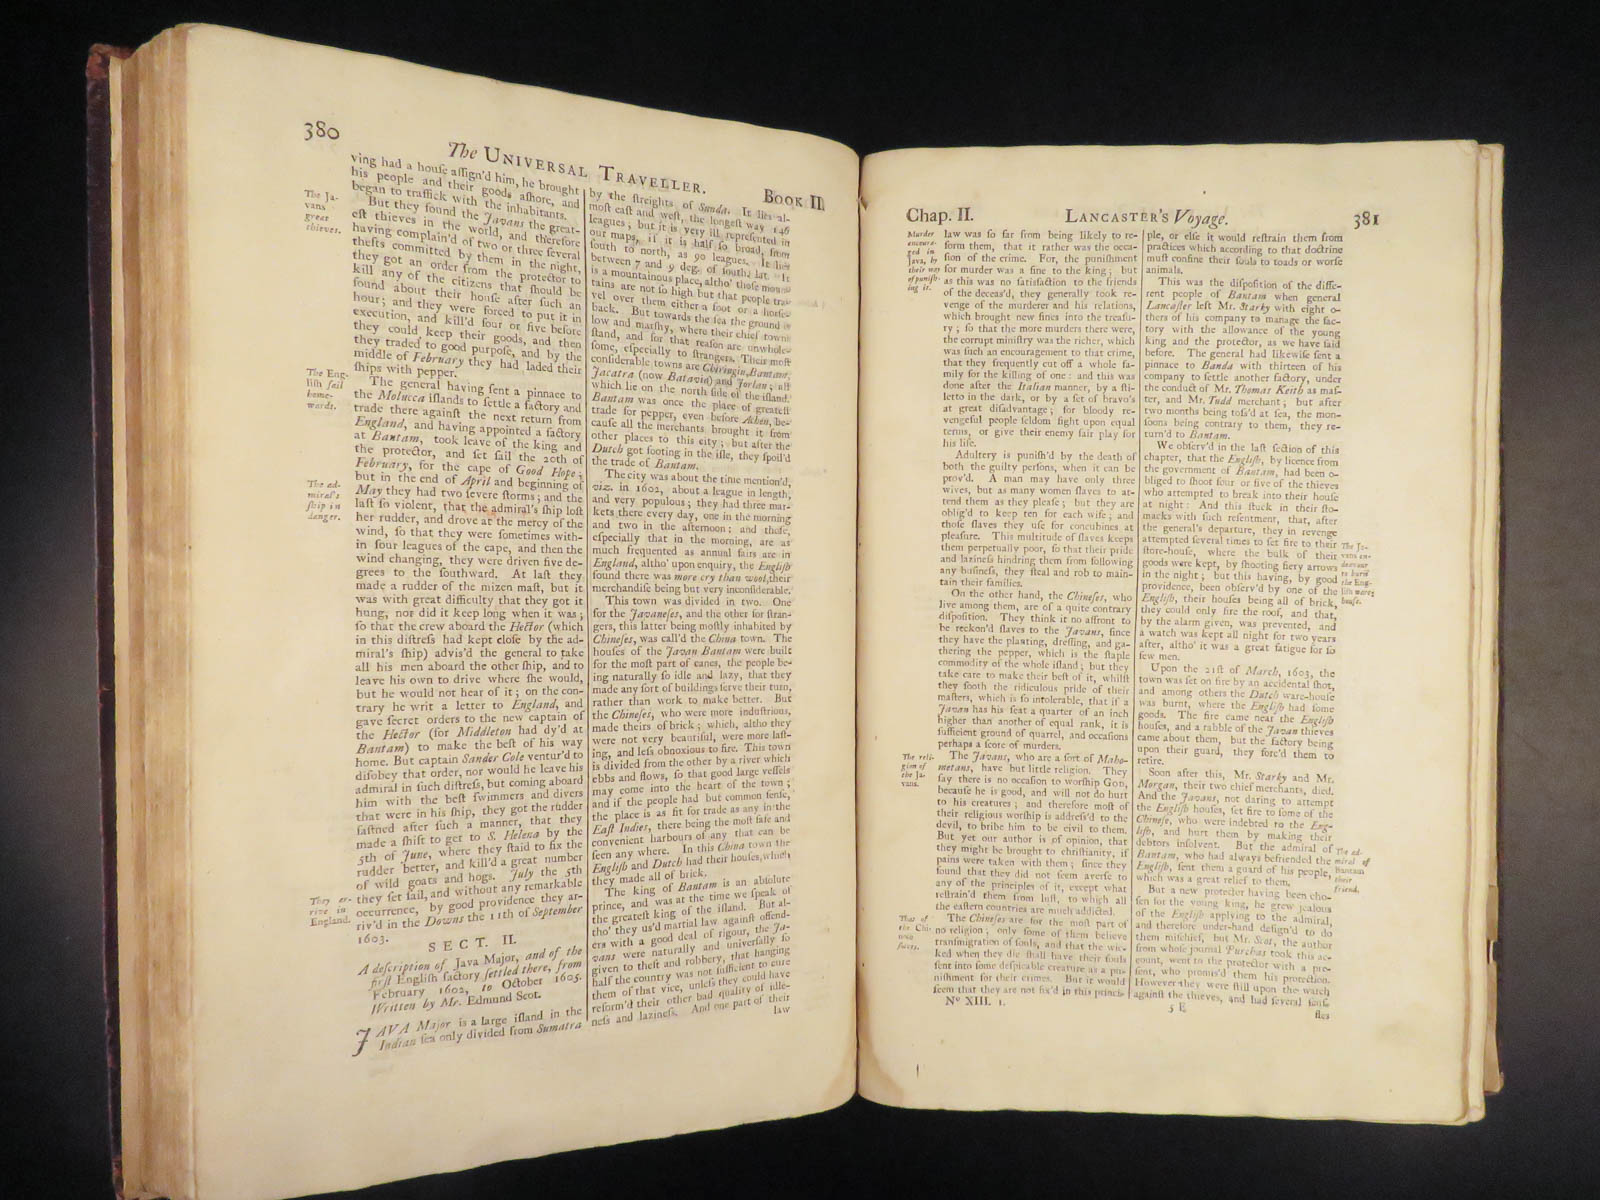 380
The UNIVERSAL TRAVELLER. BOOK II.
The Ja-
vans
great
thieves.
The Eng-
liſh ſail
home-
wards.
The ad-
miral's
ſhip in
danger.
They ar-
rive in
England.
ving had a houſe aſſign'd him, he brought
his people and their goods aſhore, and
began to traffick with the inhabitants.
But they found the Javans the great-
eſt thieves in the world, and therefore
having complain'd of two or three ſeveral
thefts committed by them in the night,
they got an order from the protector to
kill any of the citizens that ſhould be
found about their houſe after ſuch an
hour; and they were forced to put it in
execution, and kill'd four or five before
they could keep their goods, and then
they traded to good purpoſe, and by the
middle of February they had laded their
ſhips with pepper.
The general having ſent a pinnace to
the Molucca iſlands to ſettle a factory and
trade there againſt the next return from
England, and having appointed a factory
at Bantam, took leave of the king and
the protector, and ſet ſail the 20th of
February, for the cape of Good Hope;
but in the end of April and beginning of
May they had two ſevere ſtorms; and the
laſt ſo violent, that the admiral's ſhip loſt
her rudder, and drove at the mercy of the
wind, ſo that they were ſometimes with-
in four leagues of the cape, and then the
wind changing, they were driven five de-
grees to the ſouthward. At laſt they
made a rudder of the mizen maſt, but it
was with great difficulty that they got it
hung, nor did it keep long when it was;
ſo that the crew aboard the Hector (which
in this diſtreſs had kept cloſe by the ad-
miral's ſhip) advis'd the general to take
all his men aboard the other ſhip, and to
leave his own to drive where ſhe would,
but he would not hear of it; on the con-
trary he writ a letter to England, and
gave ſecret orders to the new captain of
the Hector (for Middleton had dy'd at
Bantam) to make the beſt of his way
home. But captain Sander Cole ventur'd to
diſobey that order, nor would he leave his
admiral in ſuch diſtreſs, but coming aboard
him with the beſt ſwimmers and divers
that were in his ſhip, they got the rudder
faſtned after ſuch a manner, that they
made a ſhift to get to S. Helena by the
5th of June, where they ſtaid to fix the
rudder better, and kill'd a great number
of wild goats and hogs. July the 5th
they ſet ſail, and without any remarkable
occurrence, by good providence they ar-
riv'd in the Downs the 11th of September
1603.
SECT. II.
A deſcription of Java Major, and of the
firſt Engliſh factory ſettled there, from
February 1602, to October 1605.
Written by Mr. Edmund Scot.
JAVA Major is a large iſland in the
Indian ſea only divided from Sumatra
by the ſtreights of Sunda. It lies al-
moſt eaſt and weſt, the longeſt way 146
leagues; but it is very ill repreſented in
our maps, if it is half ſo broad, from
ſouth to north, as 90 leagues. It lies
between 7 and 9 deg. of ſouth lat. It
is a mountainous place, altho' thoſe moun-
tains are not ſo high but that people tra-
vel over them either a foot or a horſe-
back. But towards the ſea the ground is
low and marſhy, where their chief towns
ſtand, and for that reaſon are unwhole-
ſome, eſpecially to ſtrangers. Their moſt
conſiderable towns are Chiringin, Bantam,
Jacatra (now Batavia) and Jortan; all
which lie on the north ſide of the iſland.
Bantam was once the place of greateſt
trade for pepper, even before Achen, be-
cauſe all the merchants brought it from
other places to this city; but after the
Dutch got footing in the iſle, they ſpoil'd
the trade of Bantam.
The city was about the time mention'd,
viz. in 1602, about a league in length,
and very populous; they had three mar-
kets there every day, one in the morning
and two in the afternoon; and thoſe,
eſpecially that in the morning, are as
much frequented as annual fairs are in
England, altho' upon enquiry, the Engliſh
found there was more cry than wool, their
merchandiſe being but very inconſiderable.
This town was divided in two. One
for the Javaneſes, and the other for ſtran-
gers, this latter being moſtly inhabited by
Chineſes, was call'd the China town. The
houſes of the Javan Bantam were built
for the moſt part of canes, the people be-
ing naturally ſo idle and lazy, that they
made any ſort of buildings ſerve their turn,
rather than work to make better. But
the Chineſes, who were more induſtrious,
made theirs of brick; which, altho they
were not very beautiful, were more laſt-
ing, and leſs obnoxious to fire. This town
is divided from the other by a river which
ebbs and flows, ſo that good large veſſels
may come into the heart of the town;
and if the people had but common ſenſe,
the place is as fit for trade as any in the
East Indies, there being the moſt ſafe and
convenient harbours of any that can be
ſeen any where. In this China town the
Engliſh and Dutch had their houſes, which
they made all of brick.
The king of Bantam is an abſolute
prince, and was at the time we ſpeak of
the greateſt king of the iſland. But al-
tho' they us'd martial law againſt offend-
ers with a good deal of rigour, the Ja-
vans were naturally and univerſally ſo
given to theft and robbery, that hanging
half the country was not ſufficient to cure
them of that vice, unleſs they could have
reform'd their other bad quality of idle-
neſs and lazineſs. And one part of their
law
Chap. II. LANCASTER'S Voyage. 381
Murder
encoura-
ged in
Java, by
their way
of puniſh-
ing it.
The reli-
gion of
the Ja-
vans.
That of
the Chi-
neſes.
law was ſo far from being likely to re-
form them, that it rather was the occa-
ſion of the crime. For, the puniſhment
for murder was a fine to the king; but
as this was no ſatisfaction to the friends
of the deceas'd, they generally took re-
venge of the murderer and his relations,
which brought new fines into the treaſu-
ry; ſo that the more murders there were,
the corrupt miniſtry was the richer, which
was ſuch an encouragement to that crime,
that they frequently cut off a whole fa-
mily for the killing of one: and this was
done after the Italian manner, by a ſti-
letto in the dark, or by a ſet of bravo's
at great diſadvantage; for bloody re-
vengeful people ſeldom fight upon equal
terms, or give their enemy fair play for
his life.
Adultery is puniſh'd by the death of
both the guilty perſons, when it can be
prov'd. A man may have only three
wives, but as many women ſlaves to at-
tend them as they pleaſe; but they are
oblig'd to keep ten for each wife; and
thoſe ſlaves they uſe for concubines at
pleaſure. This multitude of ſlaves keeps
them perpetually poor, ſo that their pride
and lazineſs hindring them from following
any buſineſs, they ſteal and rob to main-
tain their families.
On the other hand, the Chineſes, who
live among them, are of a quite contrary
diſpoſition. They think it no affront to
be reckon'd ſlaves to the Javans, ſince
they have the planting, dreſſing, and ga-
thering the pepper, which is the ſtaple
commodity of the whole iſland; but they
take care to make their beſt of it, whilſt
they ſooth the ridiculous pride of their
maſters, which is ſo intolerable, that if a
Javan has his ſeat a quarter of an inch
higher than another of equal rank, it is
ſufficient ground of quarrel, and occaſions
perhaps a ſcore of murders.
The Javans, who are a ſort of Maho-
metans, have but little religion. They
ſay there is no occaſion to worſhip God,
becauſe he is good, and will not do hurt
to his creatures; and therefore moſt of
their religious worſhip is addreſs'd to the
devil, to bribe him to be civil to them.
But yet our author is of opinion, that
they might be brought to chriſtianity, if
pains were taken with them; ſince they
found that they did not ſeem averſe to
any of the principles of it, except what
reſtrain'd them from luſt, to which all
the eaſtern countries are much addicted.
The Chineſes are for the moſt part of
no religion; only ſome of them believe
tranſmigration of ſouls, and that the wic-
ked when they die ſhall have their ſouls
ſent into ſome deſpicable creature as a pu-
niſhment for their crimes. But it would
ſeem that they are not fix'd in this princi-
ple, or elſe it would reſtrain them from
practices which according to that doctrine
muſt confine their ſouls to toads or worſe
animals.
This was the diſpoſition of the diffe-
rent people of Bantam when general
Lancaſter left Mr. Starky with eight o-
thers of his company to manage the fac-
tory with the allowance of the young
king and the protector, as we have ſaid
before. The general had likewiſe ſent a
pinnace to Banda with thirteen of his
company to ſettle another factory, under
the conduct of Mr. Thomas Keith as maſ-
ter, and Mr. Tudd merchant; but after
two months being toſs'd at ſea, the mon-
ſoons being contrary to them, they re-
turn'd to Bantam.
We obſerv'd in the laſt ſection of this
chapter, that the Engliſh, by licence from
the government of Bantam, had been o-
bliged to ſhoot four or five of the thieves
who attempted to break into their houſe
at night: And this ſtuck in their ſto-
macks with ſuch reſentment, that, after
the general's departure, they in revenge
attempted ſeveral times to ſet fire to their
ſtore-houſe, where the bulk of their
goods were kept, by ſhooting fiery arrows
in the night; but this having, by good
providence, been obſerv'd by one of the
Engliſh, their houſes being all of brick,
they could only fire the roof, and that,
by the alarm given, was prevented, and
a watch was kept all night for two years
after, altho' it was a great fatigue for ſo
few men.
Upon the 21ſt of March, 1603, the
town was ſet on fire by an accidental ſhot,
and among others the Dutch ware-houſe
was burnt, where the Engliſh had ſome
goods. The fire came near the Engliſh
houſes, and a rabble of the Javan thieves
came about them, but the factory being
upon their guard, they forc'd them to
retire.
Soon after this, Mr. Starky and Mr.
Morgan, their two chief merchants, died.
And the Javans, not daring to attempt
the Engliſh houſes, ſet fire to ſome of the
Chineſe, who were indebted to the Eng-
liſh, and hurt them by making their
debtors inſolvent. But the admiral of
Bantam, who had always befriended the
Engliſh, ſent them a guard of his people,
which was a great relief to them.
But a new protector having been cho-
ſen for the young king, he grew jealous
of the Engliſh applying to the admiral,
and therefore under-hand deſign'd to do
them miſchief, but Mr. Scot, the author
from whoſe journal Purchas took this ac-
count, went to the protector with a pre-
ſent, who promis'd them his protection.
However they were ſtill upon the watch
againſt the thieves, and had ſeveral falſe
The Ja-
vans en-
deavour
to burn
the Eng-
liſh ware-
houſe.
The ad-
miral of
Bantam
their
friend.
Nº XIII. 1.
5 E
ſles